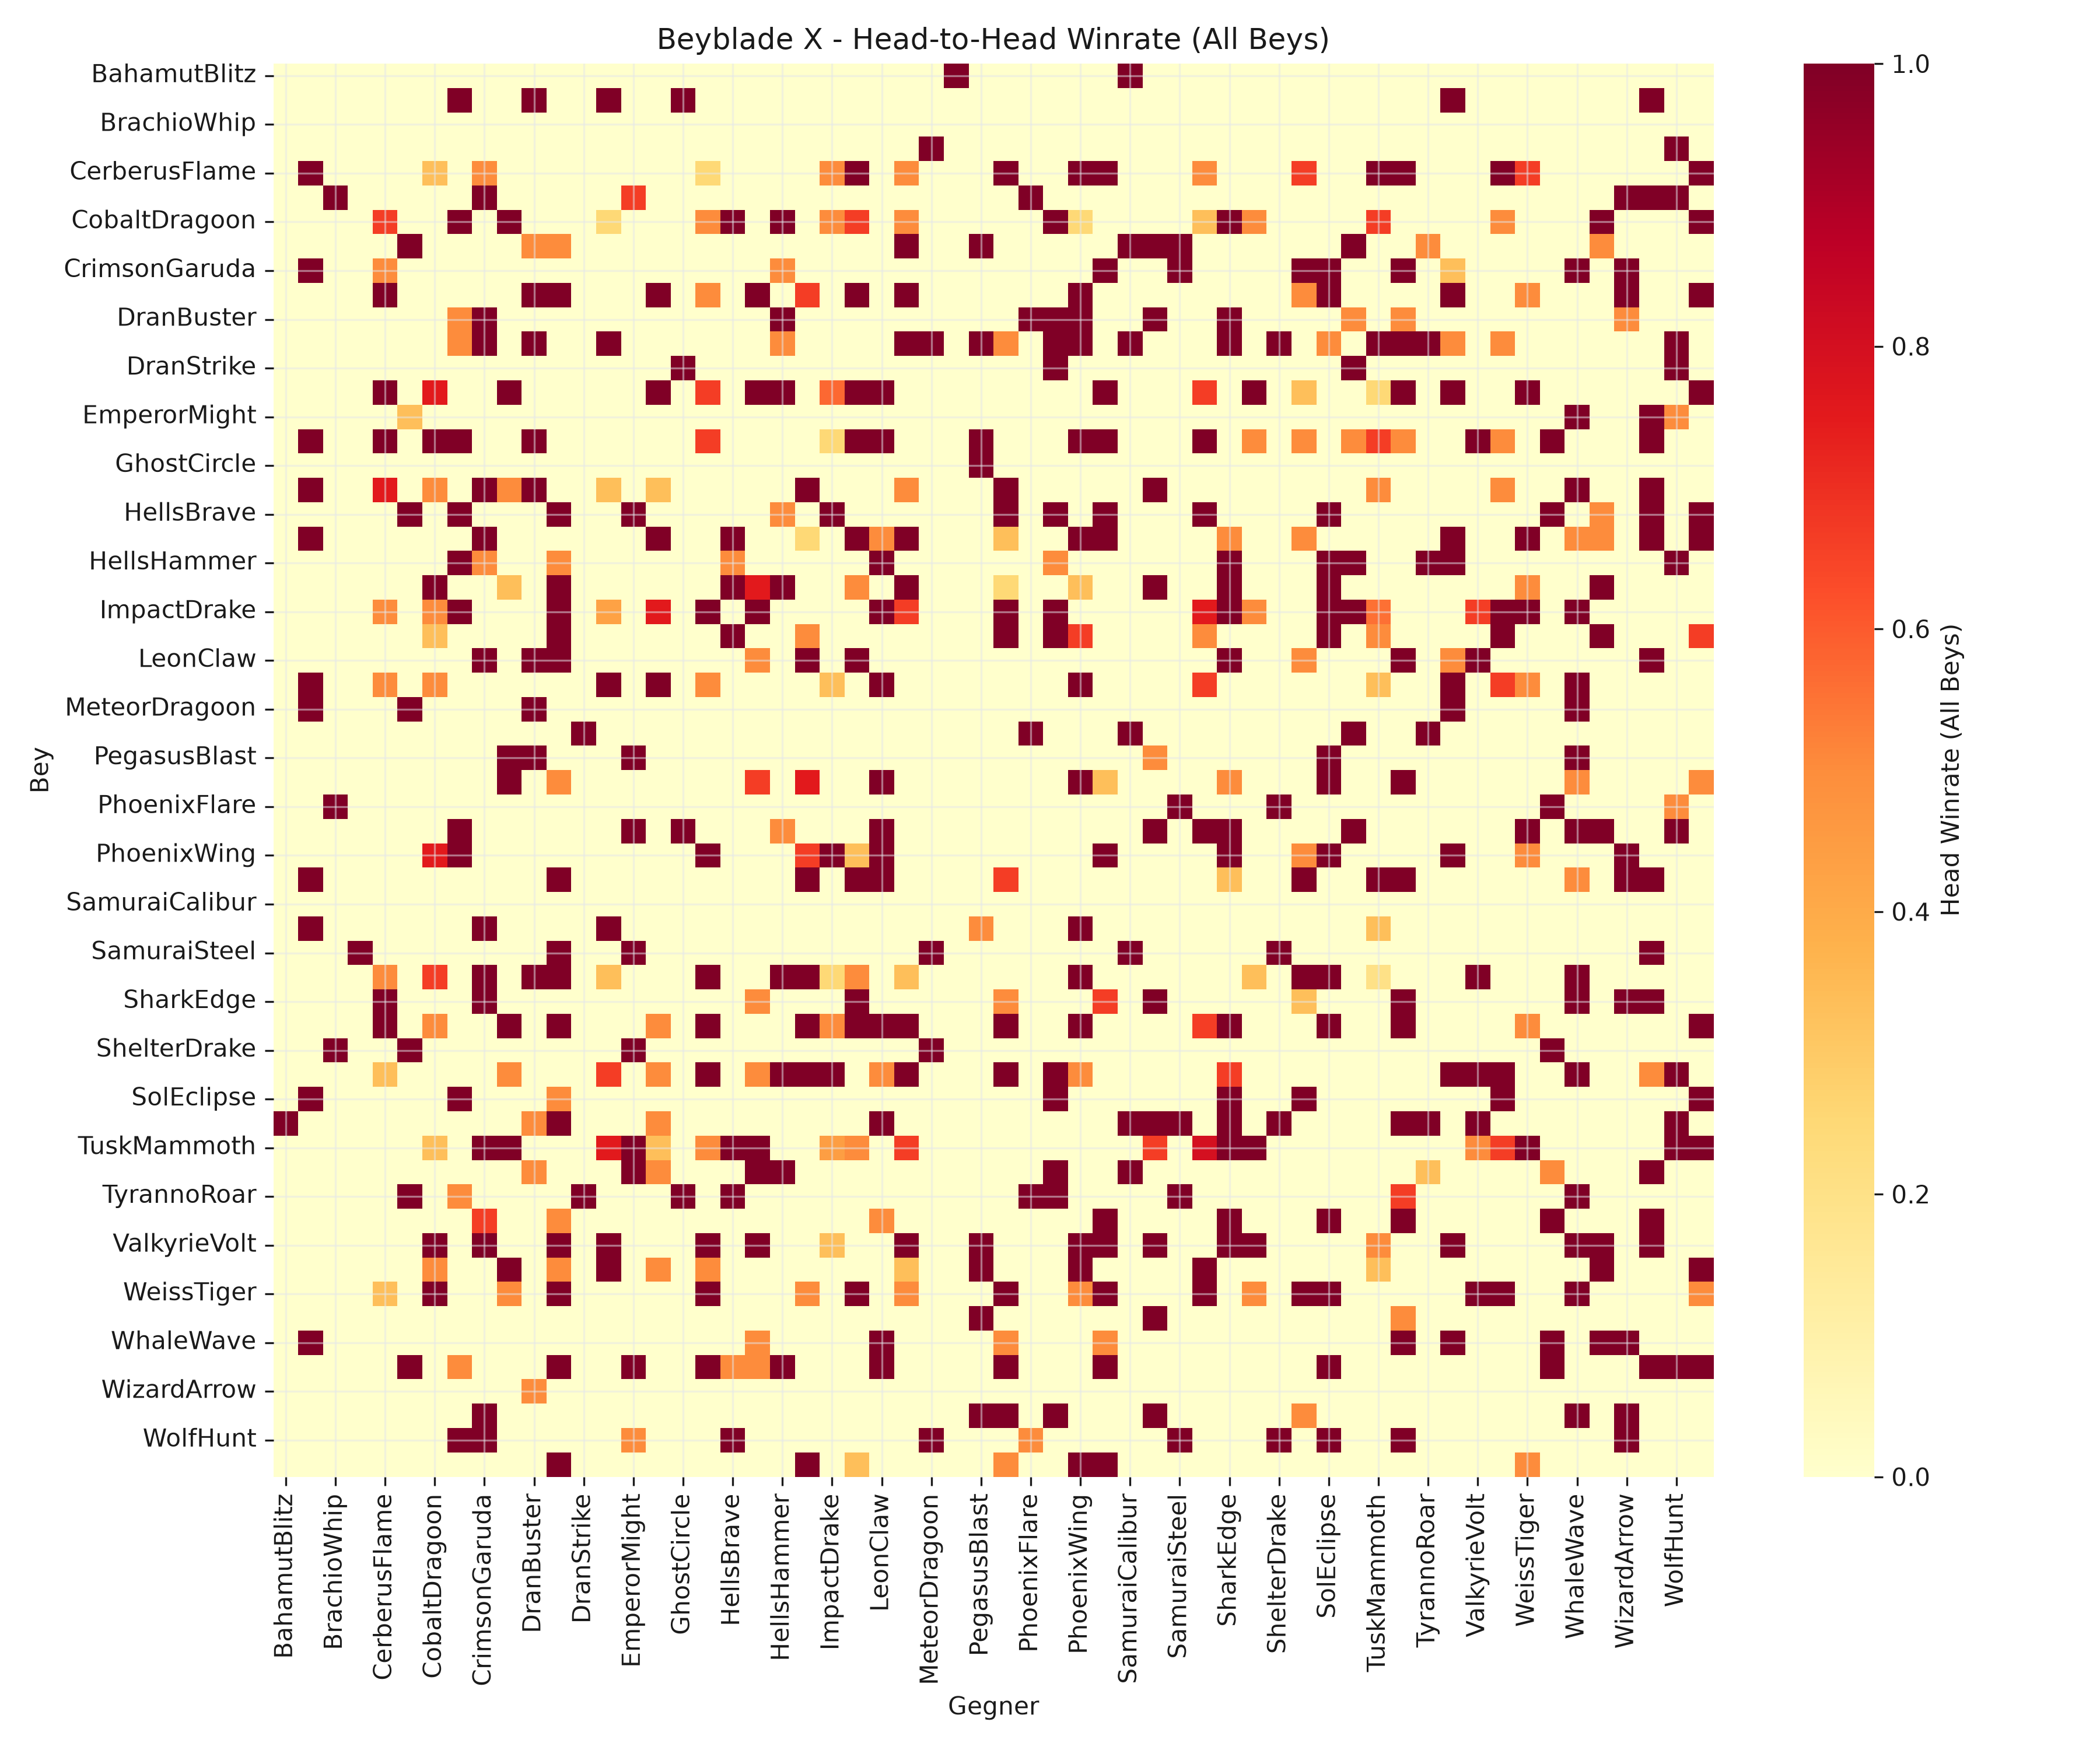 Beyblade X - Head-to-Head Winrate (All Beys)
BahamutBlitz
BrachioWhip
CerberusFlame
CobaltDragoon
CrimsonGaruda
DranBuster
DranStrike
EmperorMight
GhostCircle
HellsBrave
HellsHammer
ImpactDrake
LeonClaw
MeteorDragoon
PegasusBlast
PhoenixFlare
PhoenixWing
SamuraiCalibur
SamuraiSteel
SharkEdge
ShelterDrake
SolEclipse
TuskMammoth
TyrannoRoar
ValkyrieVolt
WeissTiger
WhaleWave
WizardArrow
WolfHunt
Bey
BahamutBlitz
BrachioWhip
CerberusFlame
CobaltDragoon
CrimsonGaruda
DranBuster
DranStrike
EmperorMight
GhostCircle
HellsBrave
HellsHammer
ImpactDrake
LeonClaw
MeteorDragoon
PegasusBlast
PhoenixFlare
PhoenixWing
SamuraiCalibur
SamuraiSteel
SharkEdge
ShelterDrake
SolEclipse
TuskMammoth
TyrannoRoar
ValkyrieVolt
WeissTiger
WhaleWave
WizardArrow
WolfHunt
Gegner
1.0
0.8
0.6
0.4
0.2
0.0
Head Winrate (All Beys)